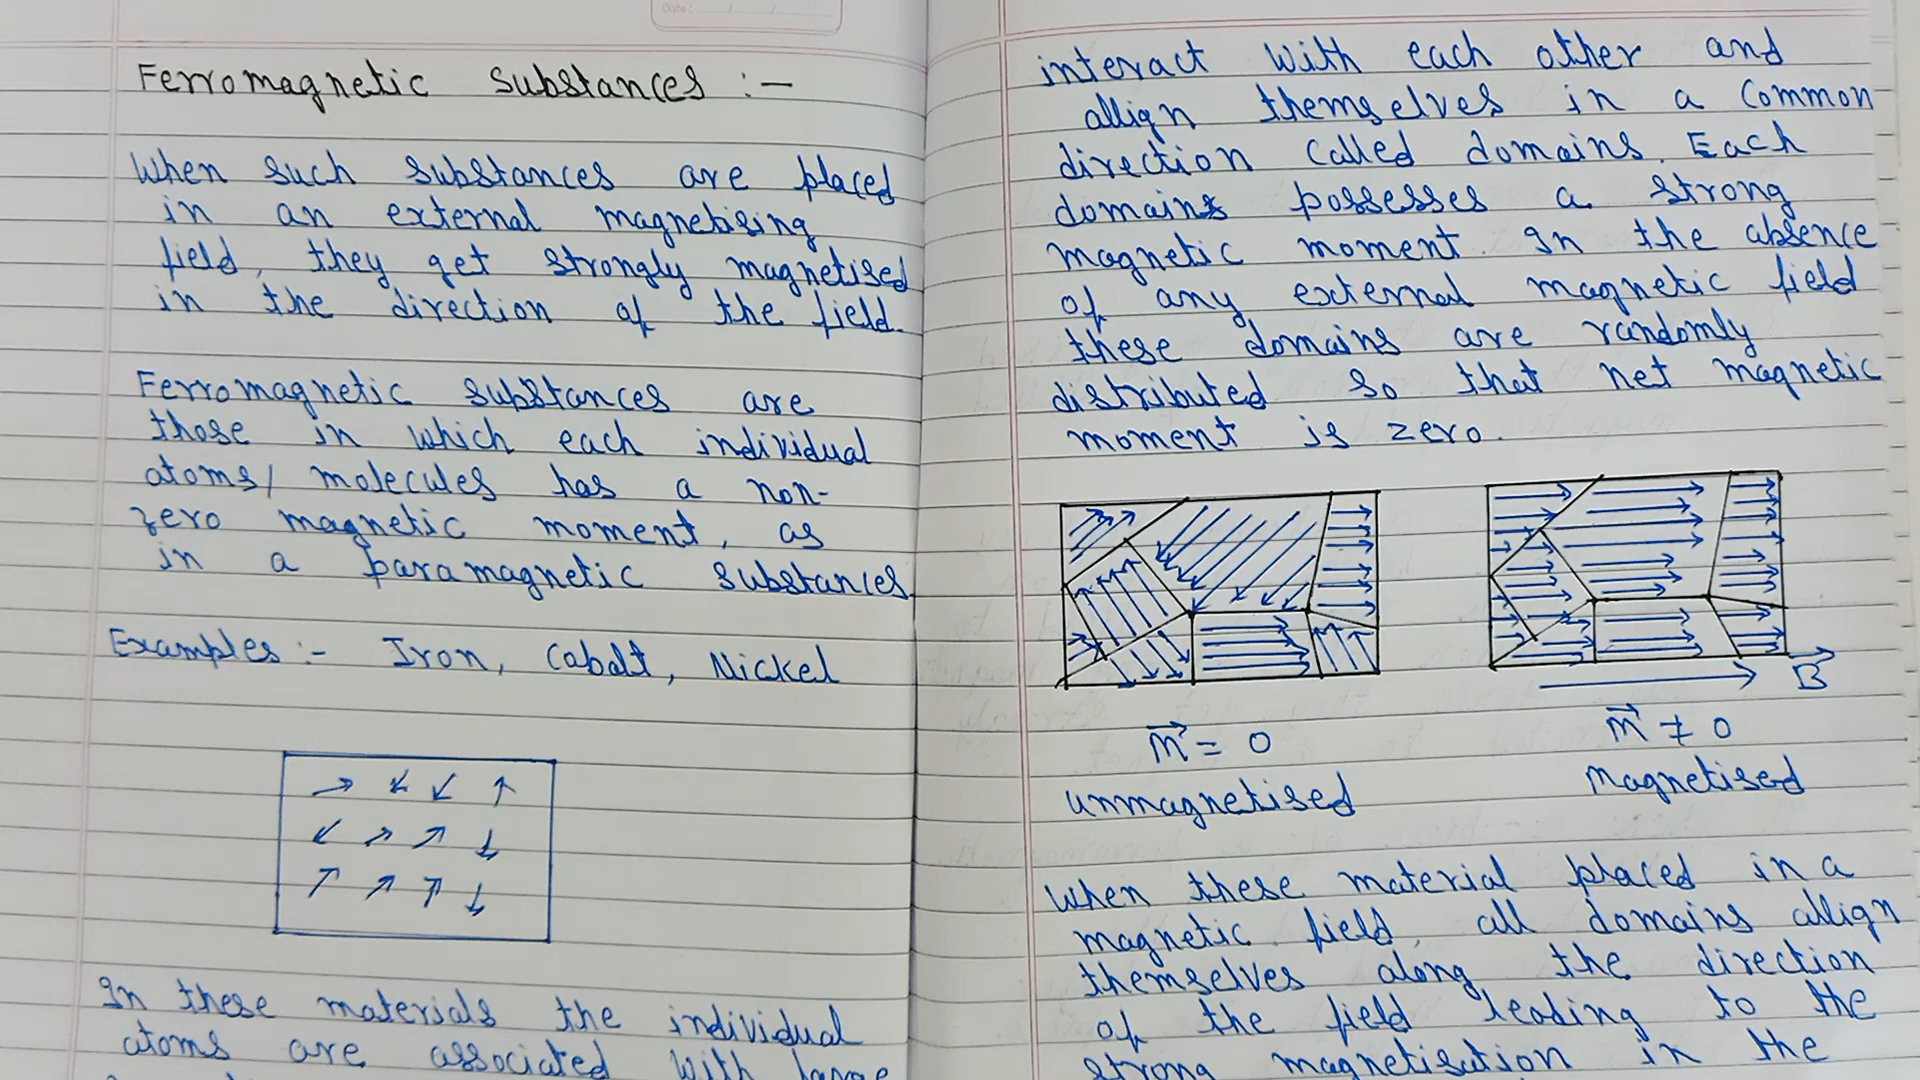 Date :
Ferromagnetic substances :-
When such substances are placed
in an external magnetising
field, they get strongly magnetised
in the direction of the field.
Ferromagnetic substances are
those in which each individual
atoms/ molecules has a non-
zero magnetic moment, as
in a paramagnetic substances.
Examples :- Iron, Cobalt, Nickel
In these materials the individual
atoms are associated with large
interact with each other and
allign themselves in a common
direction called domains. Each
domains possesses a strong
magnetic moment. In the absence
of any external magnetic field
these domains are randomly
distributed so that net magnetic
moment is zero.
B
m = 0
m ≠ 0
unmagnetised
magnetised
When these material placed in a
magnetic field, all domains allign
themselves along the direction
of the field leading to the
strong magnetisation in the